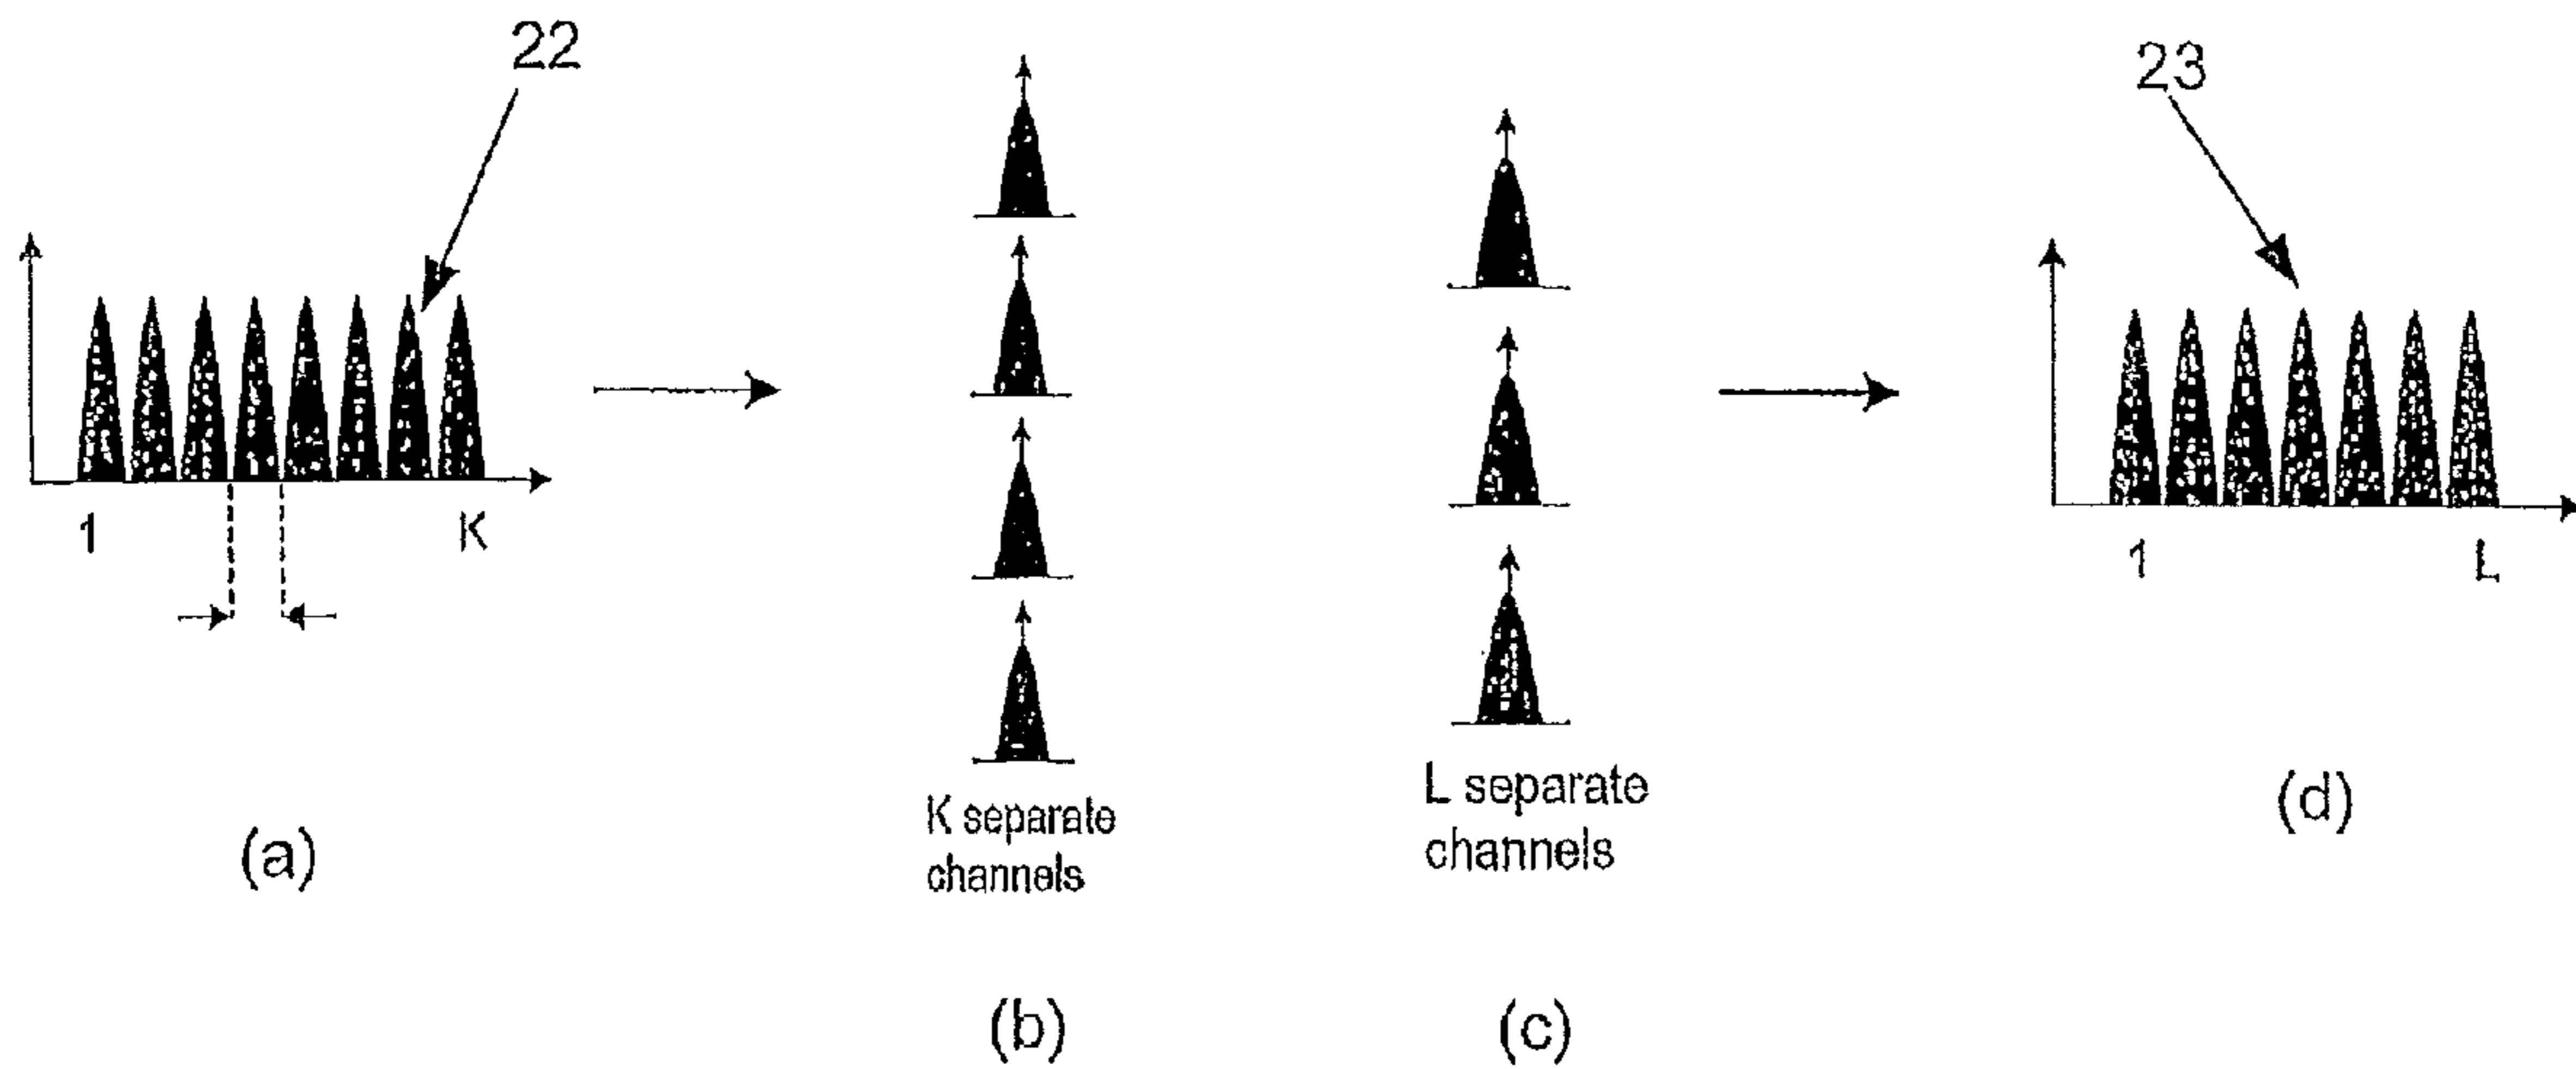 22
23
1
K
1
L
K separate
channels
L separate
channels
(a)
(b)
(c)
(d)